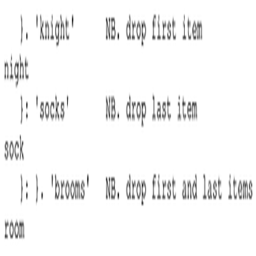 }. 'knight'     NB. drop first item
night
}: 'socks'     NB. drop last item
sock
}: }. 'brooms'  NB. drop first and last items
room